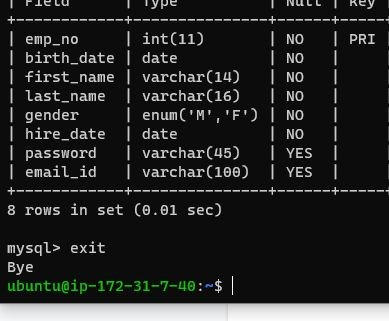 | Field | Type | Null | Key
+------------+---------------+------+-----
| emp_no | int(11) | NO | PRI
| birth_date | date | NO |
| first_name | varchar(14) | NO |
| last_name | varchar(16) | NO |
| gender | enum('M','F') | NO |
| hire_date | date | NO |
| password | varchar(45) | YES |
| email_id | varchar(100) | YES |
+------------+---------------+------+-----
8 rows in set (0.01 sec)
mysql> exit
Bye
ubuntu@ip-172-31-7-40:~$